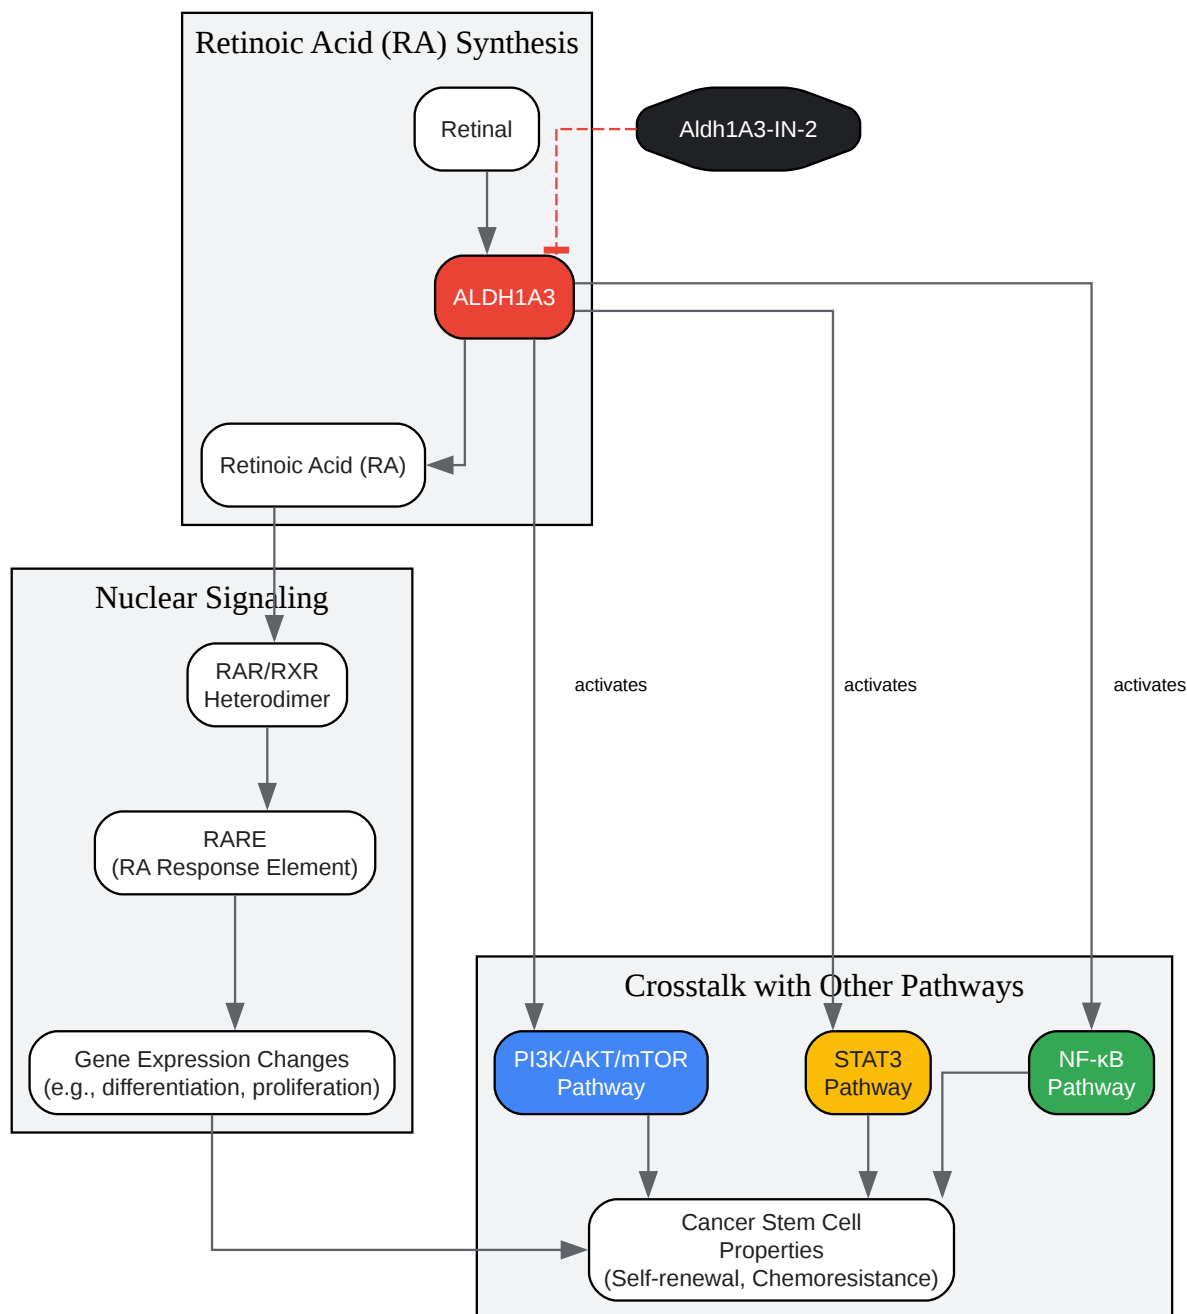 Retinoic Acid (RA) Synthesis
Retinal
Aldh1A3-IN-2
ALDH1A3
Retinoic Acid (RA)
Nuclear Signaling
RAR/RXR
Heterodimer
activates
activates
activates
RARE
(RA Response Element)
Crosstalk with Other Pathways
Gene Expression Changes
(e.g., differentiation, proliferation)
PI3K/AKT/mTOR
Pathway
STAT3
Pathway
NF-κB
Pathway
Cancer Stem Cell
Properties
(Self-renewal, Chemoresistance)